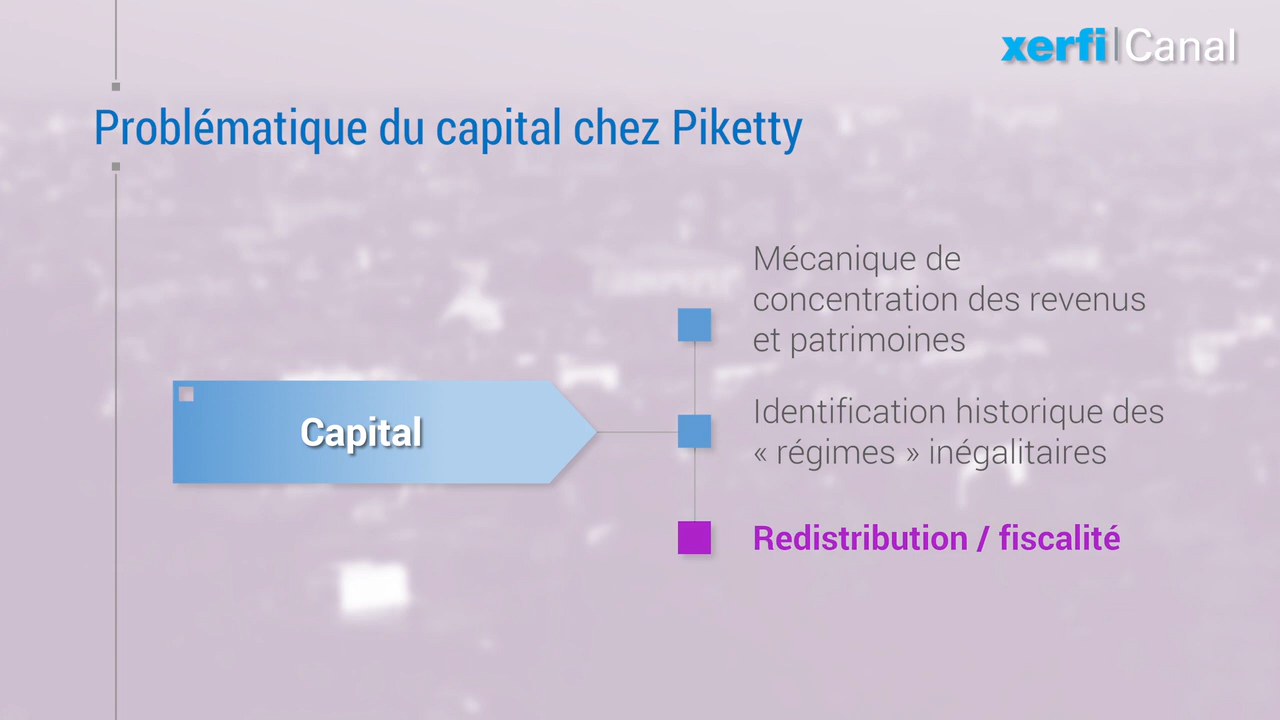 xerfi|Canal
Problématique du capital chez Piketty
Mécanique de
concentration des revenus
et patrimoines
Capital
Identification historique des
« régimes » inégalitaires
Redistribution / fiscalité